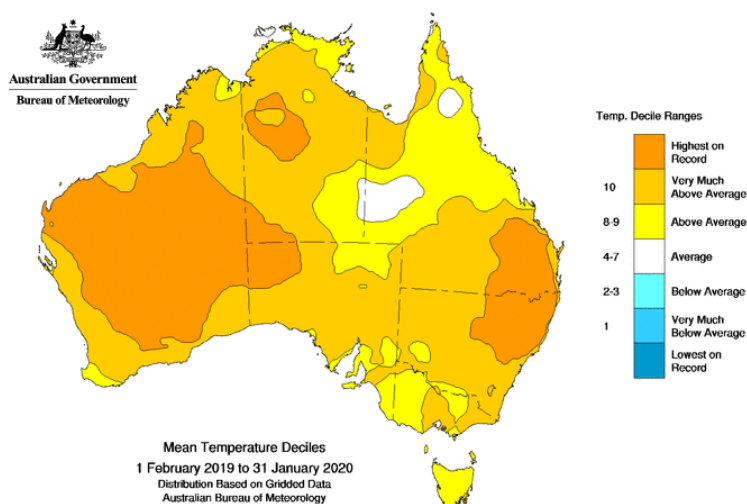 Australian Government
Bureau of Meteorology
Temp. Decile Ranges
Highest on
Record
10
Very Much
Above Average
8-9
Above Average
4-7
Average
2-3
Below Average
1
Very Much
Below Average
Lowest on
Record
Mean Temperature Deciles
1 February 2019 to 31 January 2020
Distribution Based on Gridded Data
Australian Bureau of Meteorology